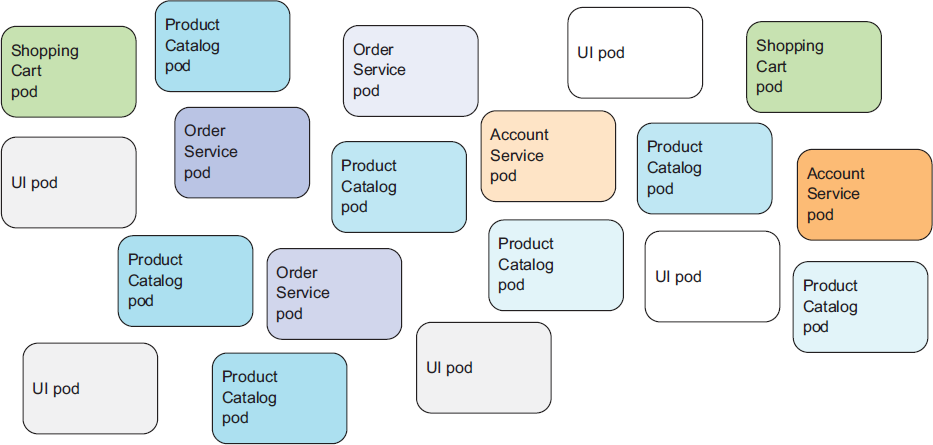 Shopping
Cart
pod
Product
Catalog
pod
Order
Service
pod
UI pod
Shopping
Cart
pod
UI pod
Order
Service
pod
Product
Catalog
pod
Account
Service
pod
Product
Catalog
pod
Account
Service
pod
Product
Catalog
pod
Order
Service
pod
Product
Catalog
pod
UI pod
Product
Catalog
pod
UI pod
Product
Catalog
pod
UI pod